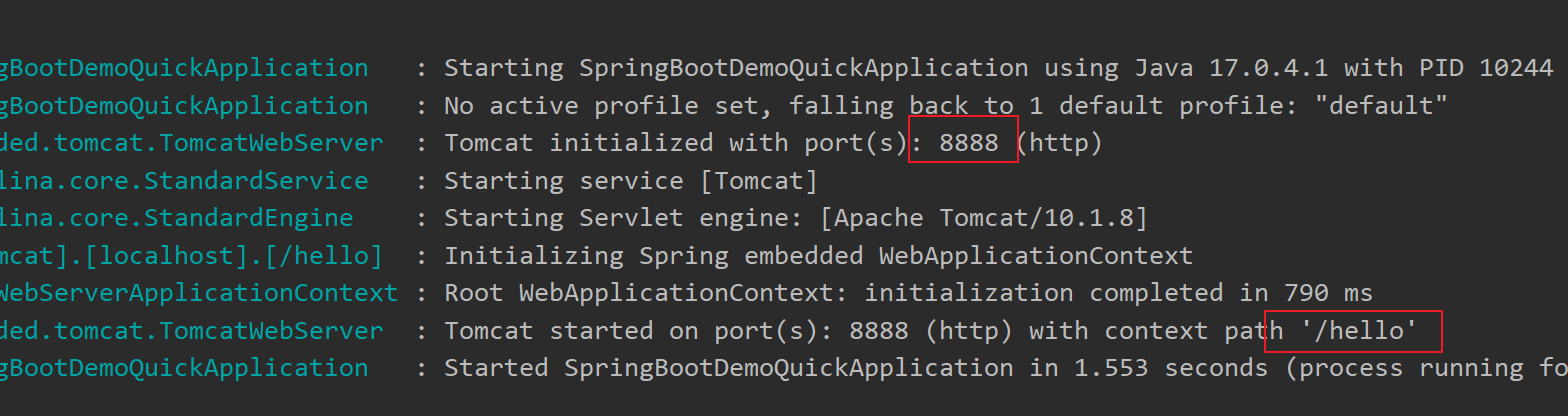 gBootDemoQuickApplication : Starting SpringBootDemoQuickApplication using Java 17.0.4.1 with PID 10244
gBootDemoQuickApplication : No active profile set, falling back to 1 default profile: "default"
ded.tomcat.TomcatWebServer : Tomcat initialized with port(s): 8888 (http)
lina.core.StandardService : Starting service [Tomcat]
lina.core.StandardEngine : Starting Servlet engine: [Apache Tomcat/10.1.8]
mcat].[localhost].[/hello] : Initializing Spring embedded WebApplicationContext
WebServerApplicationContext : Root WebApplicationContext: initialization completed in 790 ms
ded.tomcat.TomcatWebServer : Tomcat started on port(s): 8888 (http) with context path '/hello'
gBootDemoQuickApplication : Started SpringBootDemoQuickApplication in 1.553 seconds (process running fo